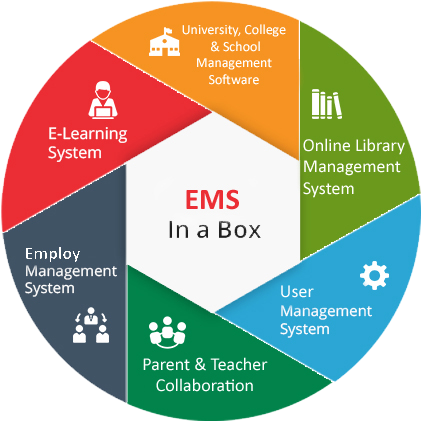 University, College
& School
Management
Software
E-Learning
System
Online Library
Management
System
EMS
In a Box
Employ
Management
System
User
Management
System
Parent & Teacher
Collaboration